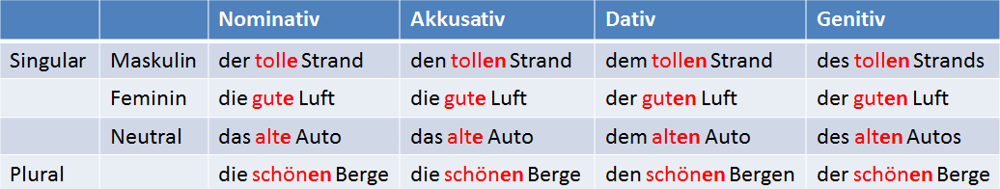 Nominativ Akkusativ Dativ Genitiv
Singular Maskulin der tolle Strand den tollen Strand dem tollen Strand des tollen Strands
Feminin die gute Luft die gute Luft der guten Luft der guten Luft
Neutral das alte Auto das alte Auto dem alten Auto des alten Autos
Plural die schönen Berge die schönen Berge den schönen Bergen der schönen Berge